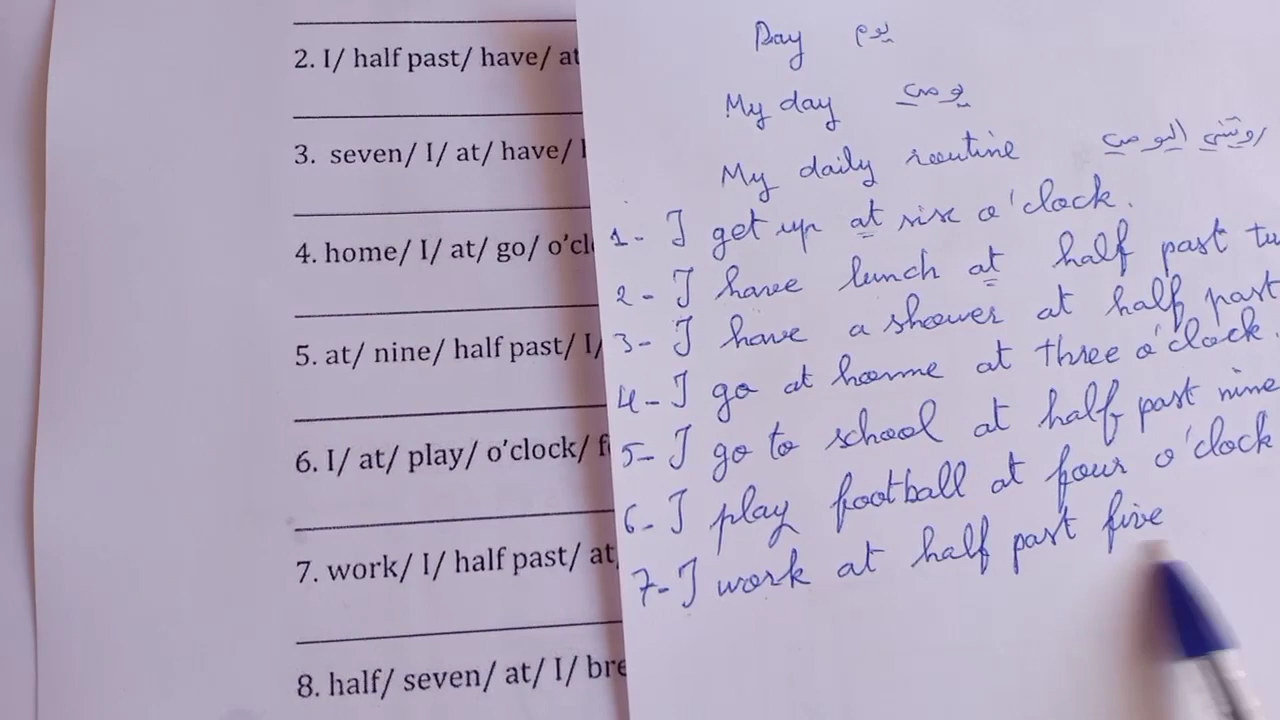 2. I/ half past/ have/ at
3. seven/ I/ at/ have/
4. home/ I/ at/ go/ o'cl
5. at/ nine/ half past/ I/
6. I/ at/ play/ o'clock/ f
7. work/ I/ half past/ at
8. half/ seven/ at/ I/ bre
Day يوم
My day يومي
My daily routine روتيني اليومي
1- I get up at six o'clock.
2- I have lunch at half past tw
3- I have a shower at half past
4- I go at home at three o'clock.
5- I go to school at half past nine
6- I play football at four o'clock
7- I work at half past five